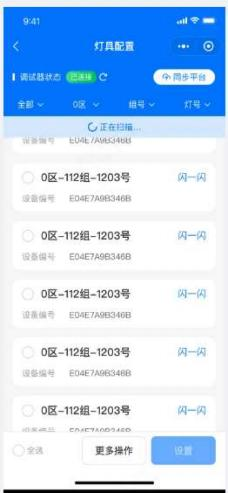 9:41
灯具配置
调试器状态 已连接 同步平台
全部 0区 组号 灯号
正在扫描...
设备编号 E04E7A9B346B
0区-112组-1203号 闪一闪
设备编号 E04E7A9B346B
0区-112组-1203号 闪一闪
设备编号 E04E7A9B346B
0区-112组-1203号 闪一闪
设备编号 E04E7A9B346B
0区-112组-1203号 闪一闪
设备编号 E04E7A9B346B
0区-112组-1203号 闪一闪
设备编号 E04E7A9B346B
全选 更多操作 设置